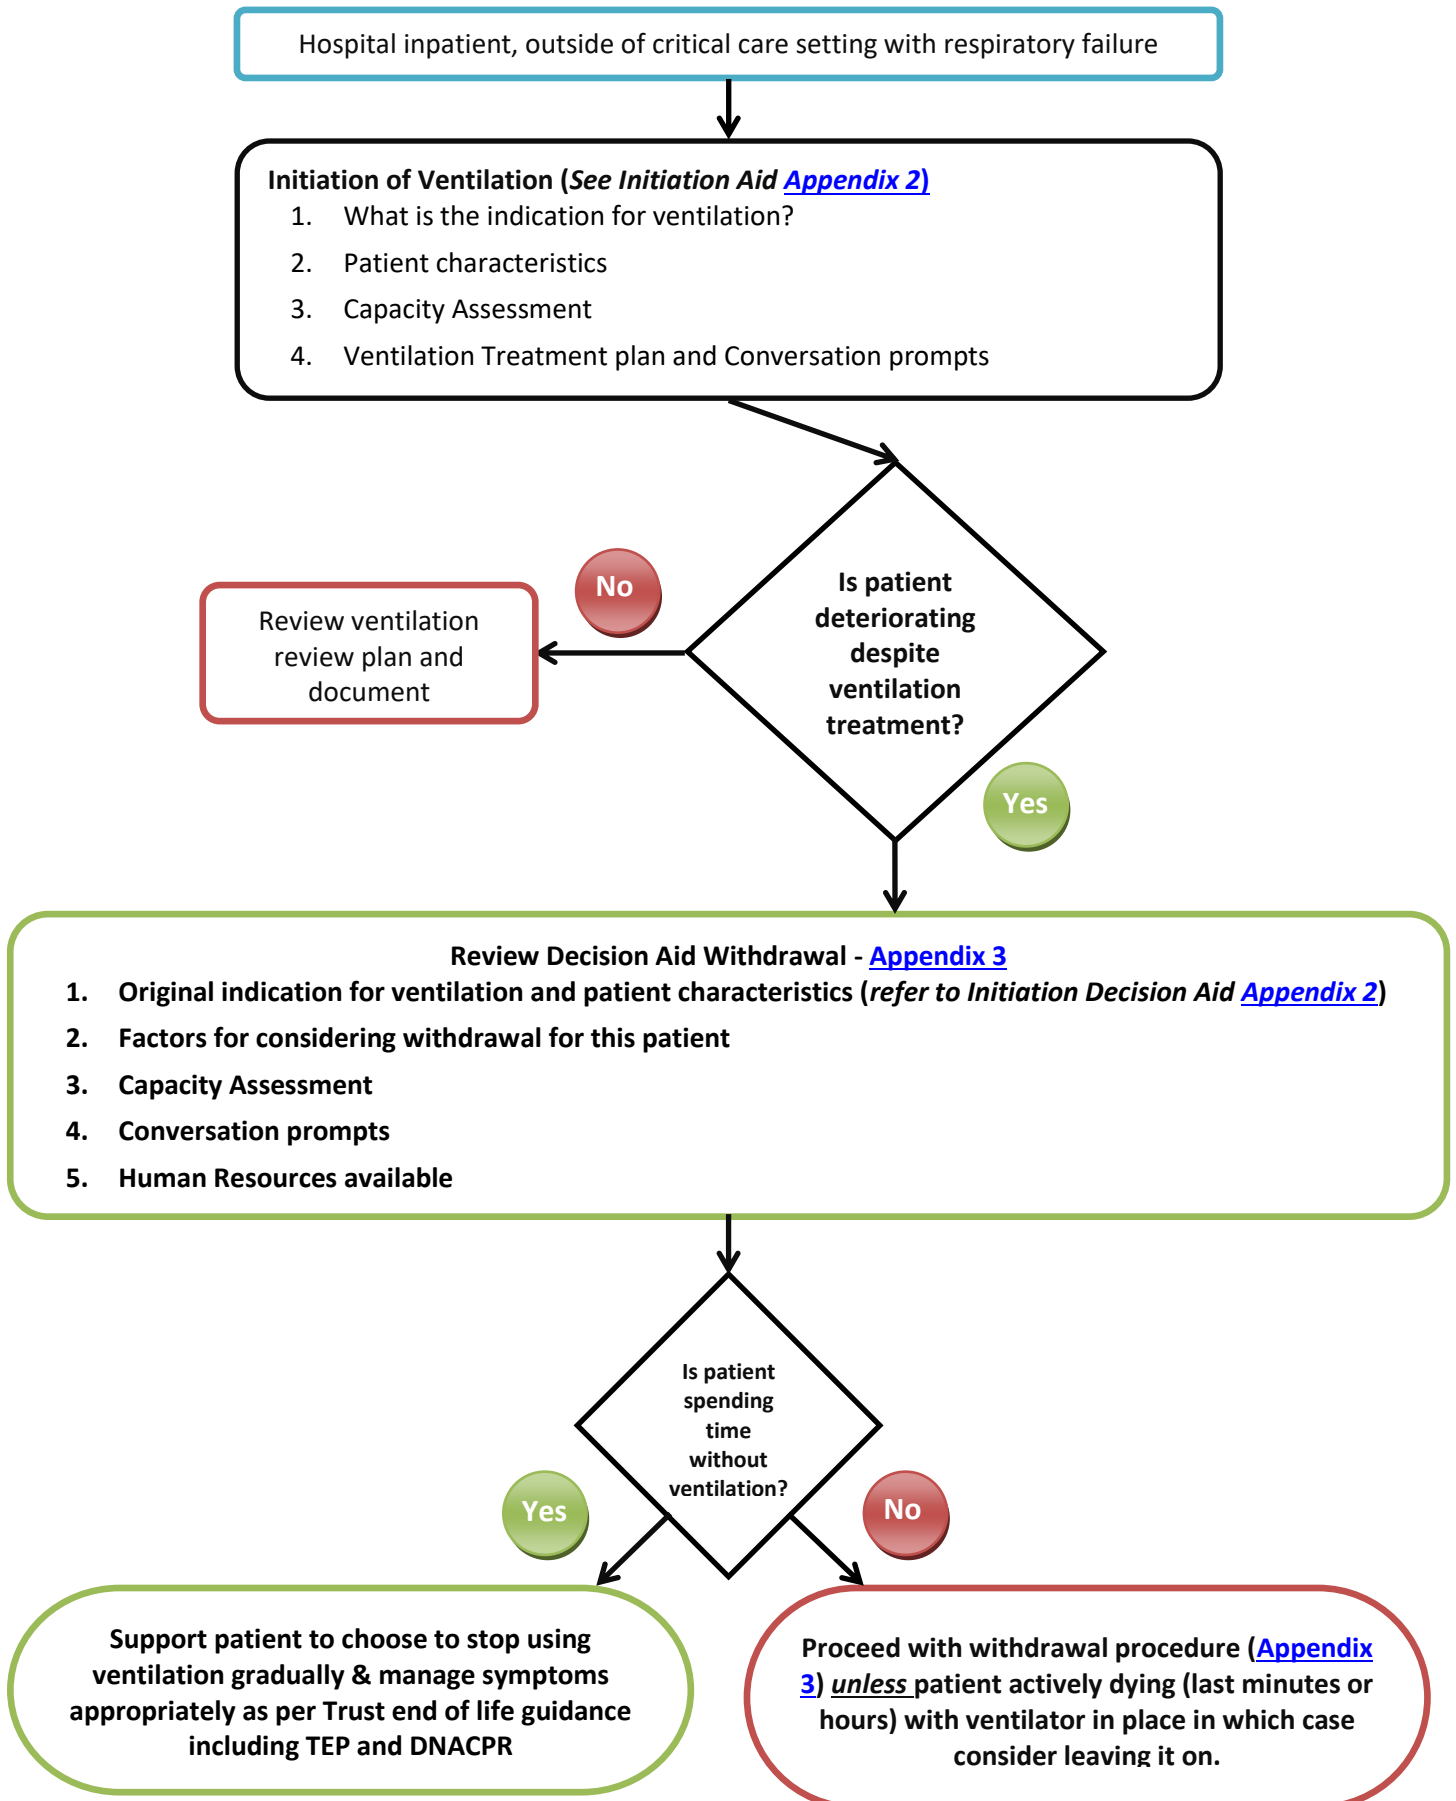 Hospital inpatient, outside of critical care setting with respiratory failure
Initiation of Ventilation (See Initiation Aid Appendix 2)
1. What is the indication for ventilation?
2. Patient characteristics
3. Capacity Assessment
4. Ventilation Treatment plan and Conversation prompts
Is patient
deteriorating
despite
ventilation
treatment?
No
Review ventilation
review plan and
document
Yes
Review Decision Aid Withdrawal - Appendix 3
1. Original indication for ventilation and patient characteristics (refer to Initiation Decision Aid Appendix 2)
2. Factors for considering withdrawal for this patient
3. Capacity Assessment
4. Conversation prompts
5. Human Resources available
Is patient
spending
time
without
ventilation?
Yes
No
Support patient to choose to stop using
ventilation gradually & manage symptoms
appropriately as per Trust end of life guidance
including TEP and DNACPR
Proceed with withdrawal procedure (Appendix
3) unless patient actively dying (last minutes or
hours) with ventilator in place in which case
consider leaving it on.